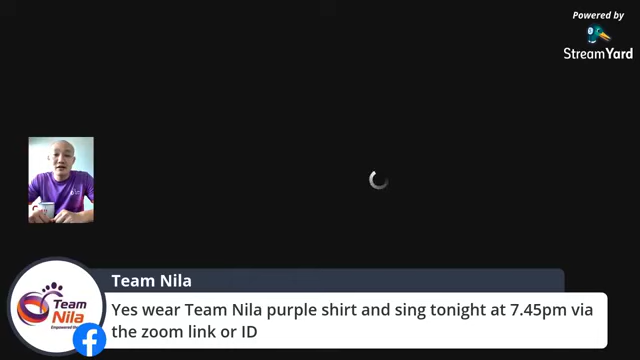 Powered by
StreamYard
Team Nila
Yes wear Team Nila purple shirt and sing tonight at 7.45pm via
the zoom link or ID
Team
Nila